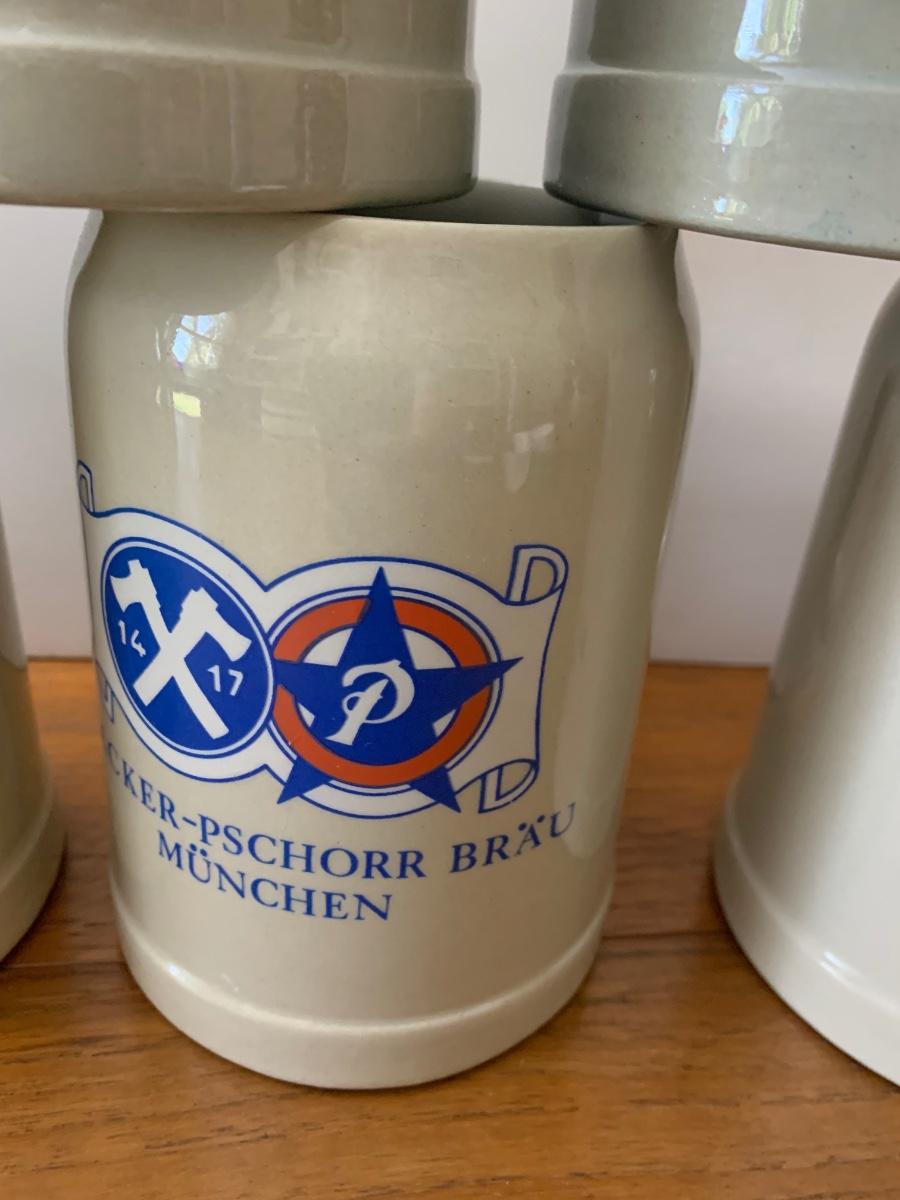 14
17
P
CKER-PSCHORR BRÄU
MÜNCHEN